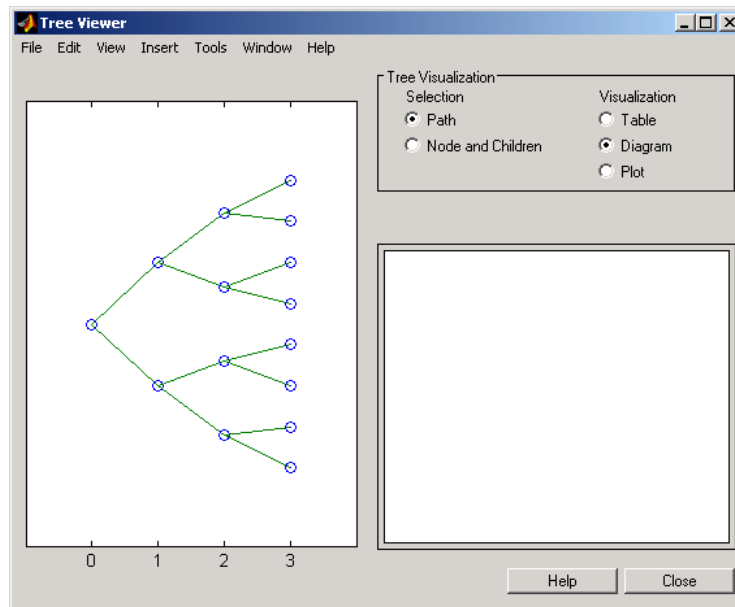 Tree Viewer
File Edit View Insert Tools Window Help
Tree Visualization
Selection Visualization
Path Table
Node and Children Diagram
Plot
0 1 2 3
Help Close